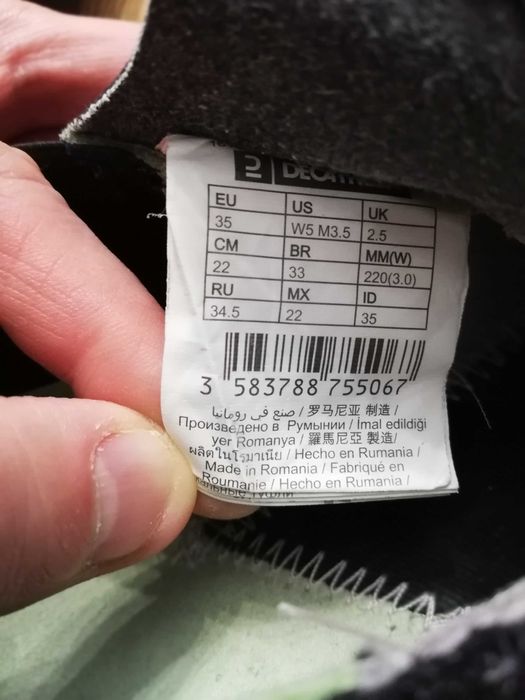 EU US UK
35 W5 M3.5 2.5
CM BR MM(W)
22 33 220(3.0)
RU MX ID
34.5 22 35
3 583788 755067
صنع في رومانيا / 罗马尼亚 制造 /
Произведено в Румынии / İmal edildiği
yer Romanya / 羅馬尼亞 製造/
ผลิตในโรมาเนีย / Hecho en Rumania /
Made in Romania / Fabriqué en
Roumanie / Hecho en Rumania /